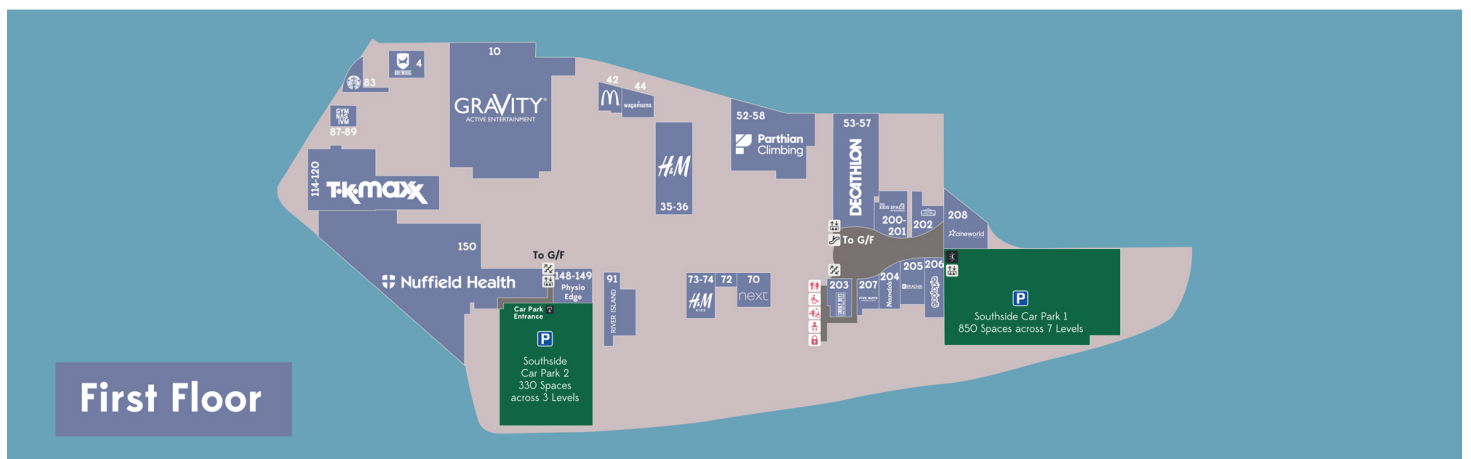 10
4
BREWDOG
83
GRAVITY
ACTIVE ENTERTAINMENT
42
44
wagamama
GYM
NAS
IVM
87-89
52-58
Parthian
Climbing
53-57
DECATHLON
H&M
35-36
114-120
TK maxx
200-
201
202
208
cineworld
To G/F
150
Nuffield Health
To G/F
148-149
Physio
Edge
91
RIVER ISLAND
73-74
H&M
72
70
next
203
207
FIVE GUYS
204
Nando's
205
206
Car Park
Entrance
P
Southside
Car Park 2
330 Spaces
across 3 Levels
P
Southside Car Park 1
850 Spaces across 7 Levels
First Floor